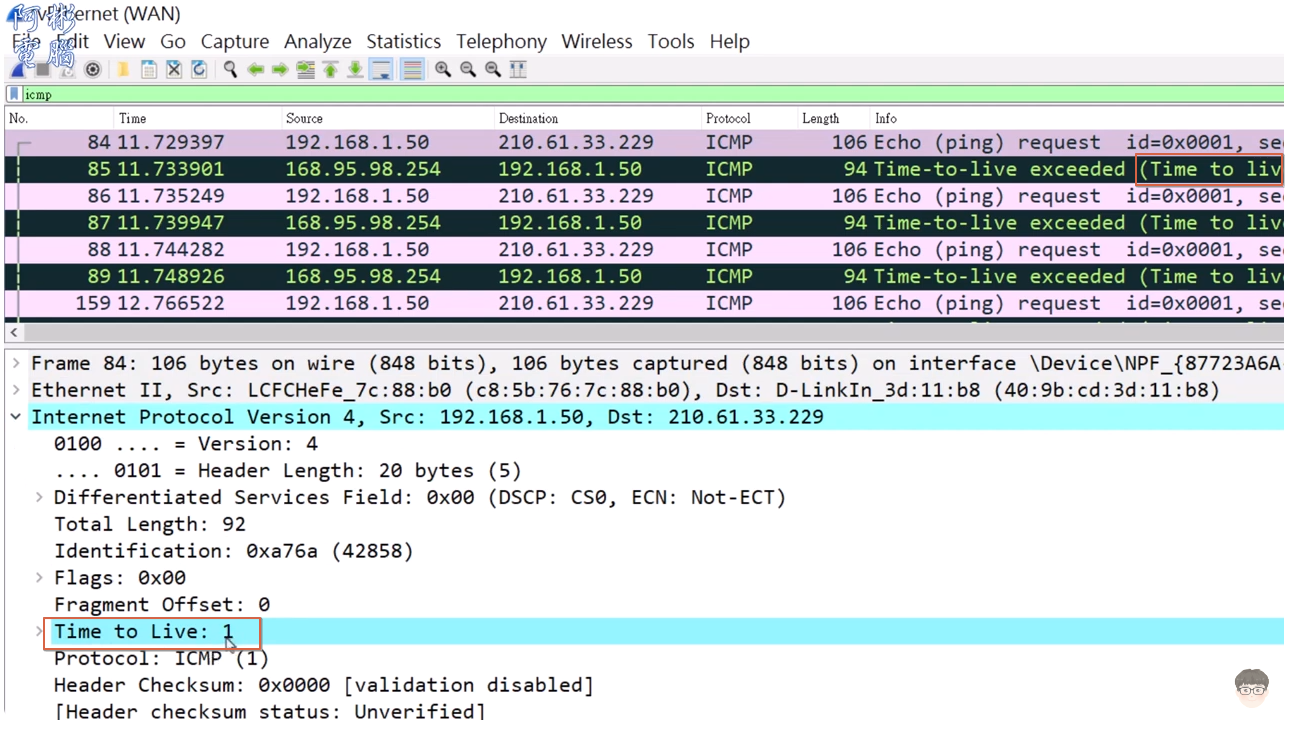 阿彬
電腦
vEthernet (WAN)
File Edit View Go Capture Analyze Statistics Telephony Wireless Tools Help
icmp
No. Time Source Destination Protocol Length Info
84 11.729397 192.168.1.50 210.61.33.229 ICMP 106 Echo (ping) request id=0x0001, se
85 11.733901 168.95.98.254 192.168.1.50 ICMP 94 Time-to-live exceeded (Time to liv
86 11.735249 192.168.1.50 210.61.33.229 ICMP 106 Echo (ping) request id=0x0001, se
87 11.739947 168.95.98.254 192.168.1.50 ICMP 94 Time-to-live exceeded (Time to liv
88 11.744282 192.168.1.50 210.61.33.229 ICMP 106 Echo (ping) request id=0x0001, se
89 11.748926 168.95.98.254 192.168.1.50 ICMP 94 Time-to-live exceeded (Time to liv
159 12.766522 192.168.1.50 210.61.33.229 ICMP 106 Echo (ping) request id=0x0001, se
Frame 84: 106 bytes on wire (848 bits), 106 bytes captured (848 bits) on interface \Device\NPF_{87723A6A
Ethernet II, Src: LCFCHeFe_7c:88:b0 (c8:5b:76:7c:88:b0), Dst: D-LinkIn_3d:11:b8 (40:9b:cd:3d:11:b8)
Internet Protocol Version 4, Src: 192.168.1.50, Dst: 210.61.33.229
0100 .... = Version: 4
.... 0101 = Header Length: 20 bytes (5)
Differentiated Services Field: 0x00 (DSCP: CS0, ECN: Not-ECT)
Total Length: 92
Identification: 0xa76a (42858)
Flags: 0x00
Fragment Offset: 0
Time to Live: 1
Protocol: ICMP (1)
Header Checksum: 0x0000 [validation disabled]
[Header checksum status: Unverified]